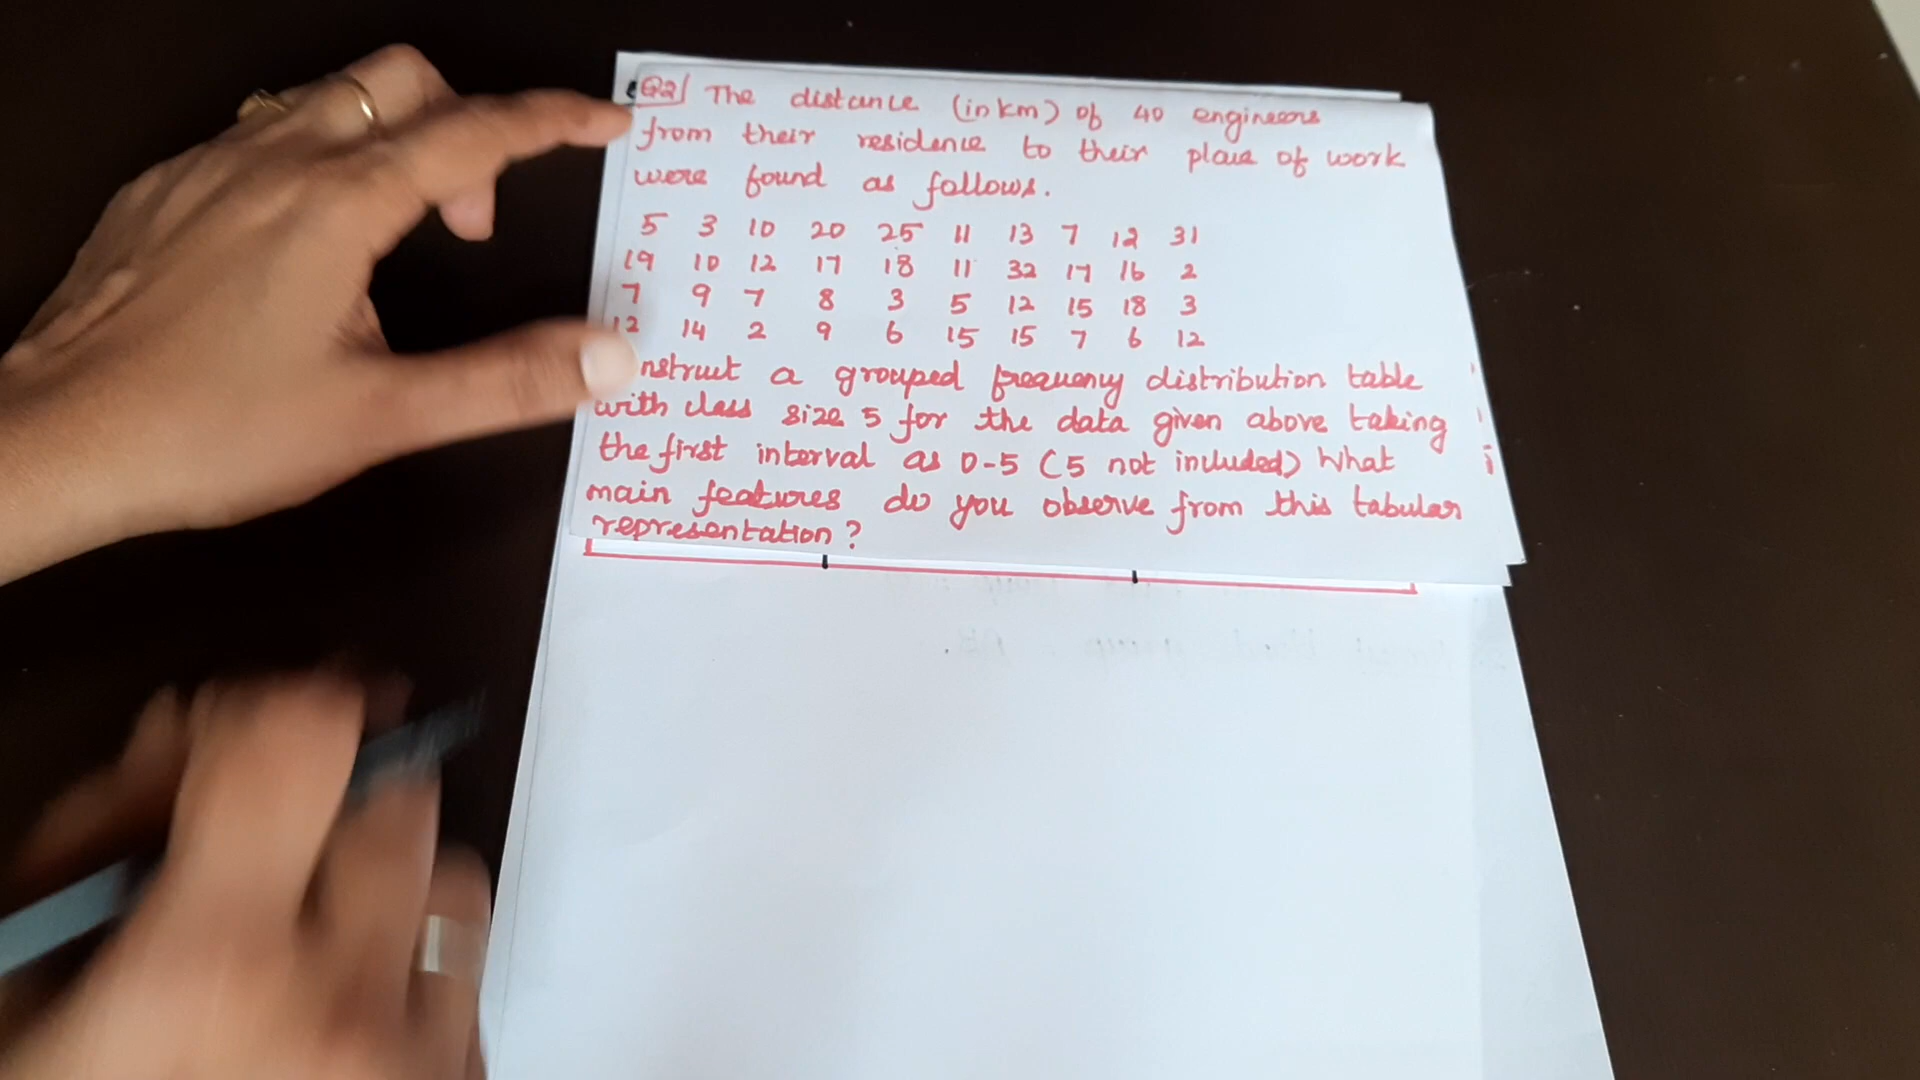 Q2 The distance (in km) of 40 engineers
from their residence to their place of work
were found as follows.
5 3 10 20 25 11 13 7 12 31
19 10 12 17 18 11 32 17 16 2
7 9 7 8 3 5 12 15 18 3
12 14 2 9 6 15 15 7 6 12
nstruct a grouped frequency distribution table
with class size 5 for the data given above taking
the first interval as 0-5 (5 not included) What
main features do you observe from this tabular
representation?